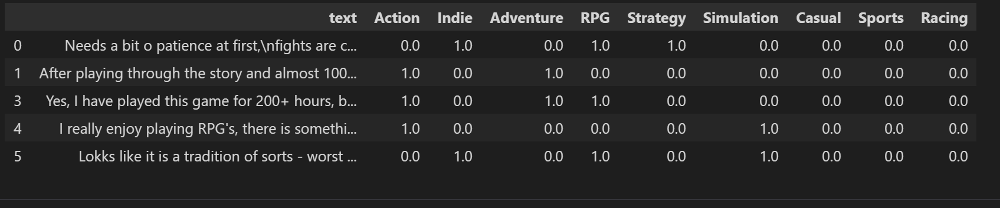 text Action Indie Adventure RPG Strategy Simulation Casual Sports Racing
0 Needs a bit o patience at first,\nfights are c... 0.0 1.0 0.0 1.0 1.0 0.0 0.0 0.0 0.0
1 After playing through the story and almost 100... 1.0 0.0 1.0 0.0 0.0 0.0 0.0 0.0 0.0
3 Yes, I have played this game for 200+ hours, b... 1.0 0.0 1.0 1.0 0.0 0.0 0.0 0.0 0.0
4 I really enjoy playing RPG's, there is somethi... 1.0 0.0 0.0 0.0 0.0 1.0 0.0 0.0 0.0
5 Lokks like it is a tradition of sorts - worst ... 0.0 1.0 0.0 1.0 0.0 1.0 0.0 0.0 0.0